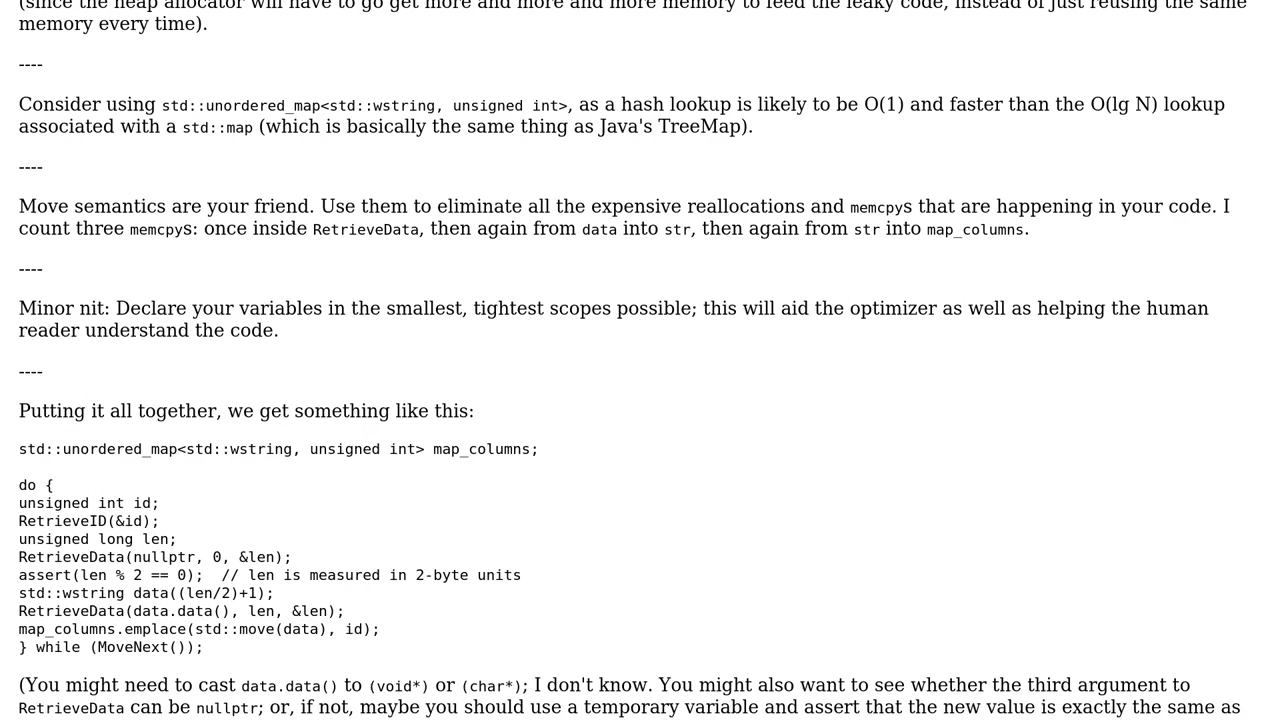 (since the heap allocator will have to go get more and more and more memory to feed the leaky code, instead of just reusing the same
memory every time).
----
Consider using std::unordered_map<std::wstring, unsigned int>, as a hash lookup is likely to be O(1) and faster than the O(lg N) lookup
associated with a std::map (which is basically the same thing as Java's TreeMap).
----
Move semantics are your friend. Use them to eliminate all the expensive reallocations and memcpys that are happening in your code. I
count three memcpys: once inside RetrieveData, then again from data into str, then again from str into map_columns.
----
Minor nit: Declare your variables in the smallest, tightest scopes possible; this will aid the optimizer as well as helping the human
reader understand the code.
----
Putting it all together, we get something like this:
std::unordered_map<std::wstring, unsigned int> map_columns;
do {
unsigned int id;
RetrieveID(&id);
unsigned long len;
RetrieveData(nullptr, 0, &len);
assert(len % 2 == 0);  // len is measured in 2-byte units
std::wstring data((len/2)+1);
RetrieveData(data.data(), len, &len);
map_columns.emplace(std::move(data), id);
} while (MoveNext());
(You might need to cast data.data() to (void*) or (char*); I don't know. You might also want to see whether the third argument to
RetrieveData can be nullptr; or, if not, maybe you should use a temporary variable and assert that the new value is exactly the same as